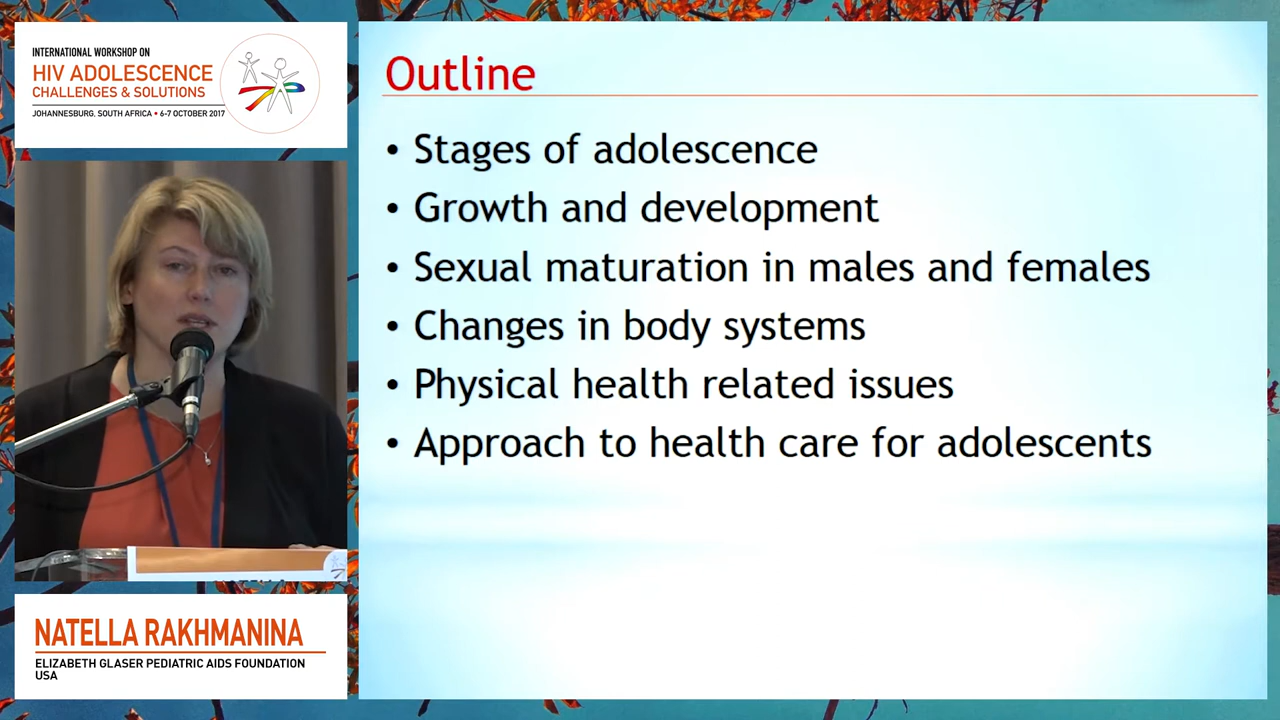 INTERNATIONAL WORKSHOP ON
HIV ADOLESCENCE
CHALLENGES & SOLUTIONS
JOHANNESBURG, SOUTH AFRICA • 6-7 OCTOBER 2017
Outline
• Stages of adolescence
• Growth and development
• Sexual maturation in males and females
• Changes in body systems
• Physical health related issues
• Approach to health care for adolescents
NATELLA RAKHMANINA
ELIZABETH GLASER PEDIATRIC AIDS FOUNDATION
USA